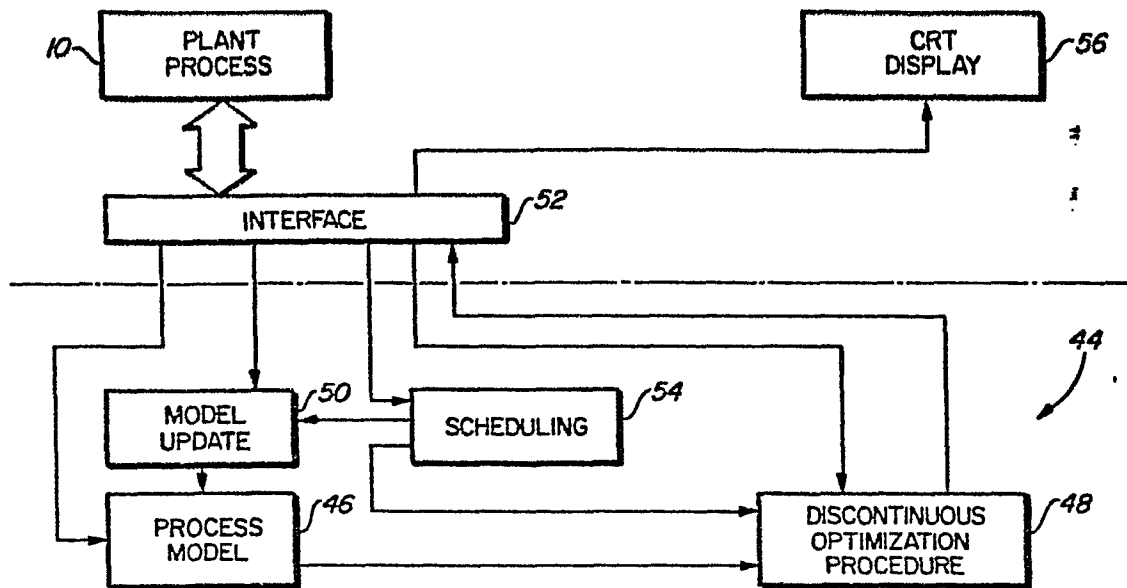 10
PLANT
PROCESS
CRT
DISPLAY
56
INTERFACE
52
44
MODEL
UPDATE
50
SCHEDULING
54
PROCESS
MODEL
46
DISCONTINUOUS
OPTIMIZATION
PROCEDURE
48